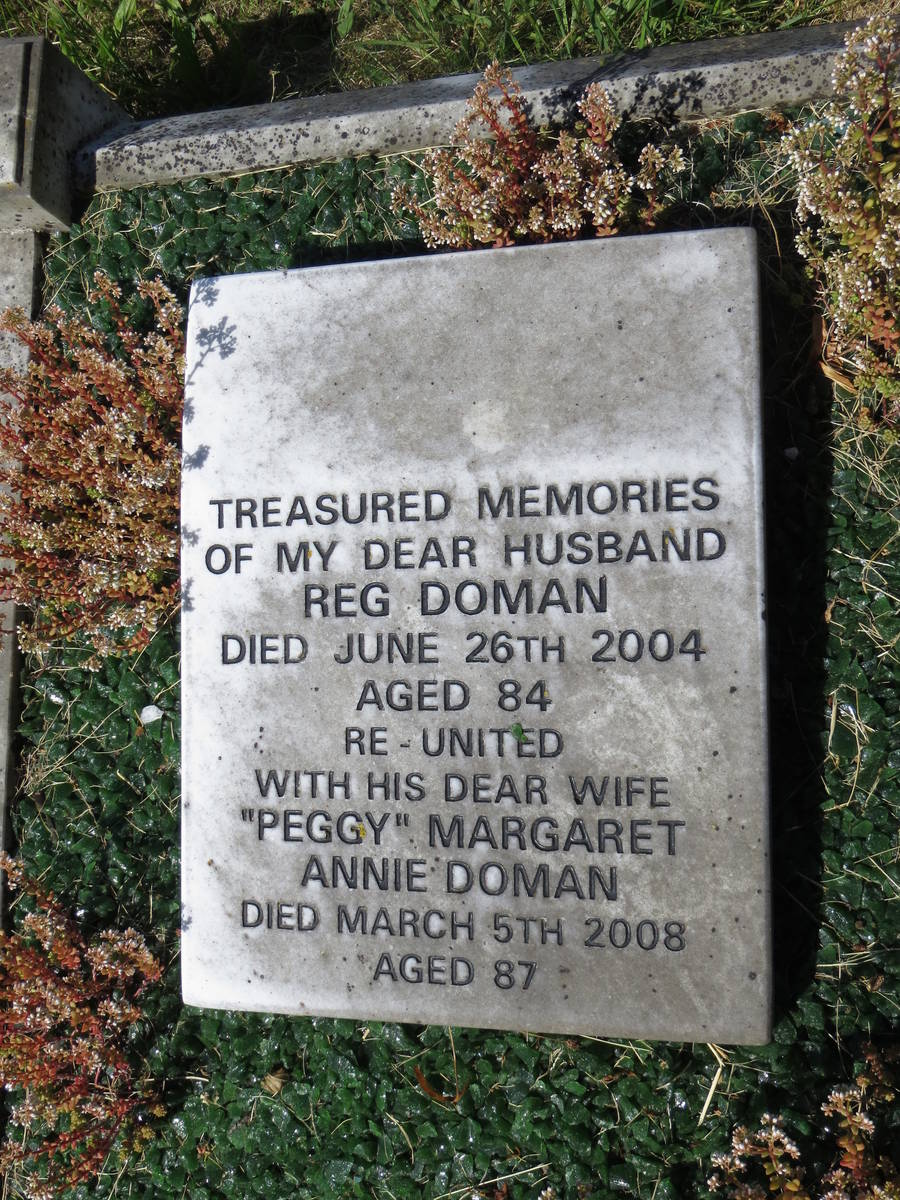 TREASURED MEMORIES
OF MY DEAR HUSBAND
REG DOMAN
DIED JUNE 26TH 2004
AGED 84
RE-UNITED
WITH HIS DEAR WIFE
"PEGGY" MARGARET
ANNIE DOMAN
DIED MARCH 5TH 2008
AGED 87